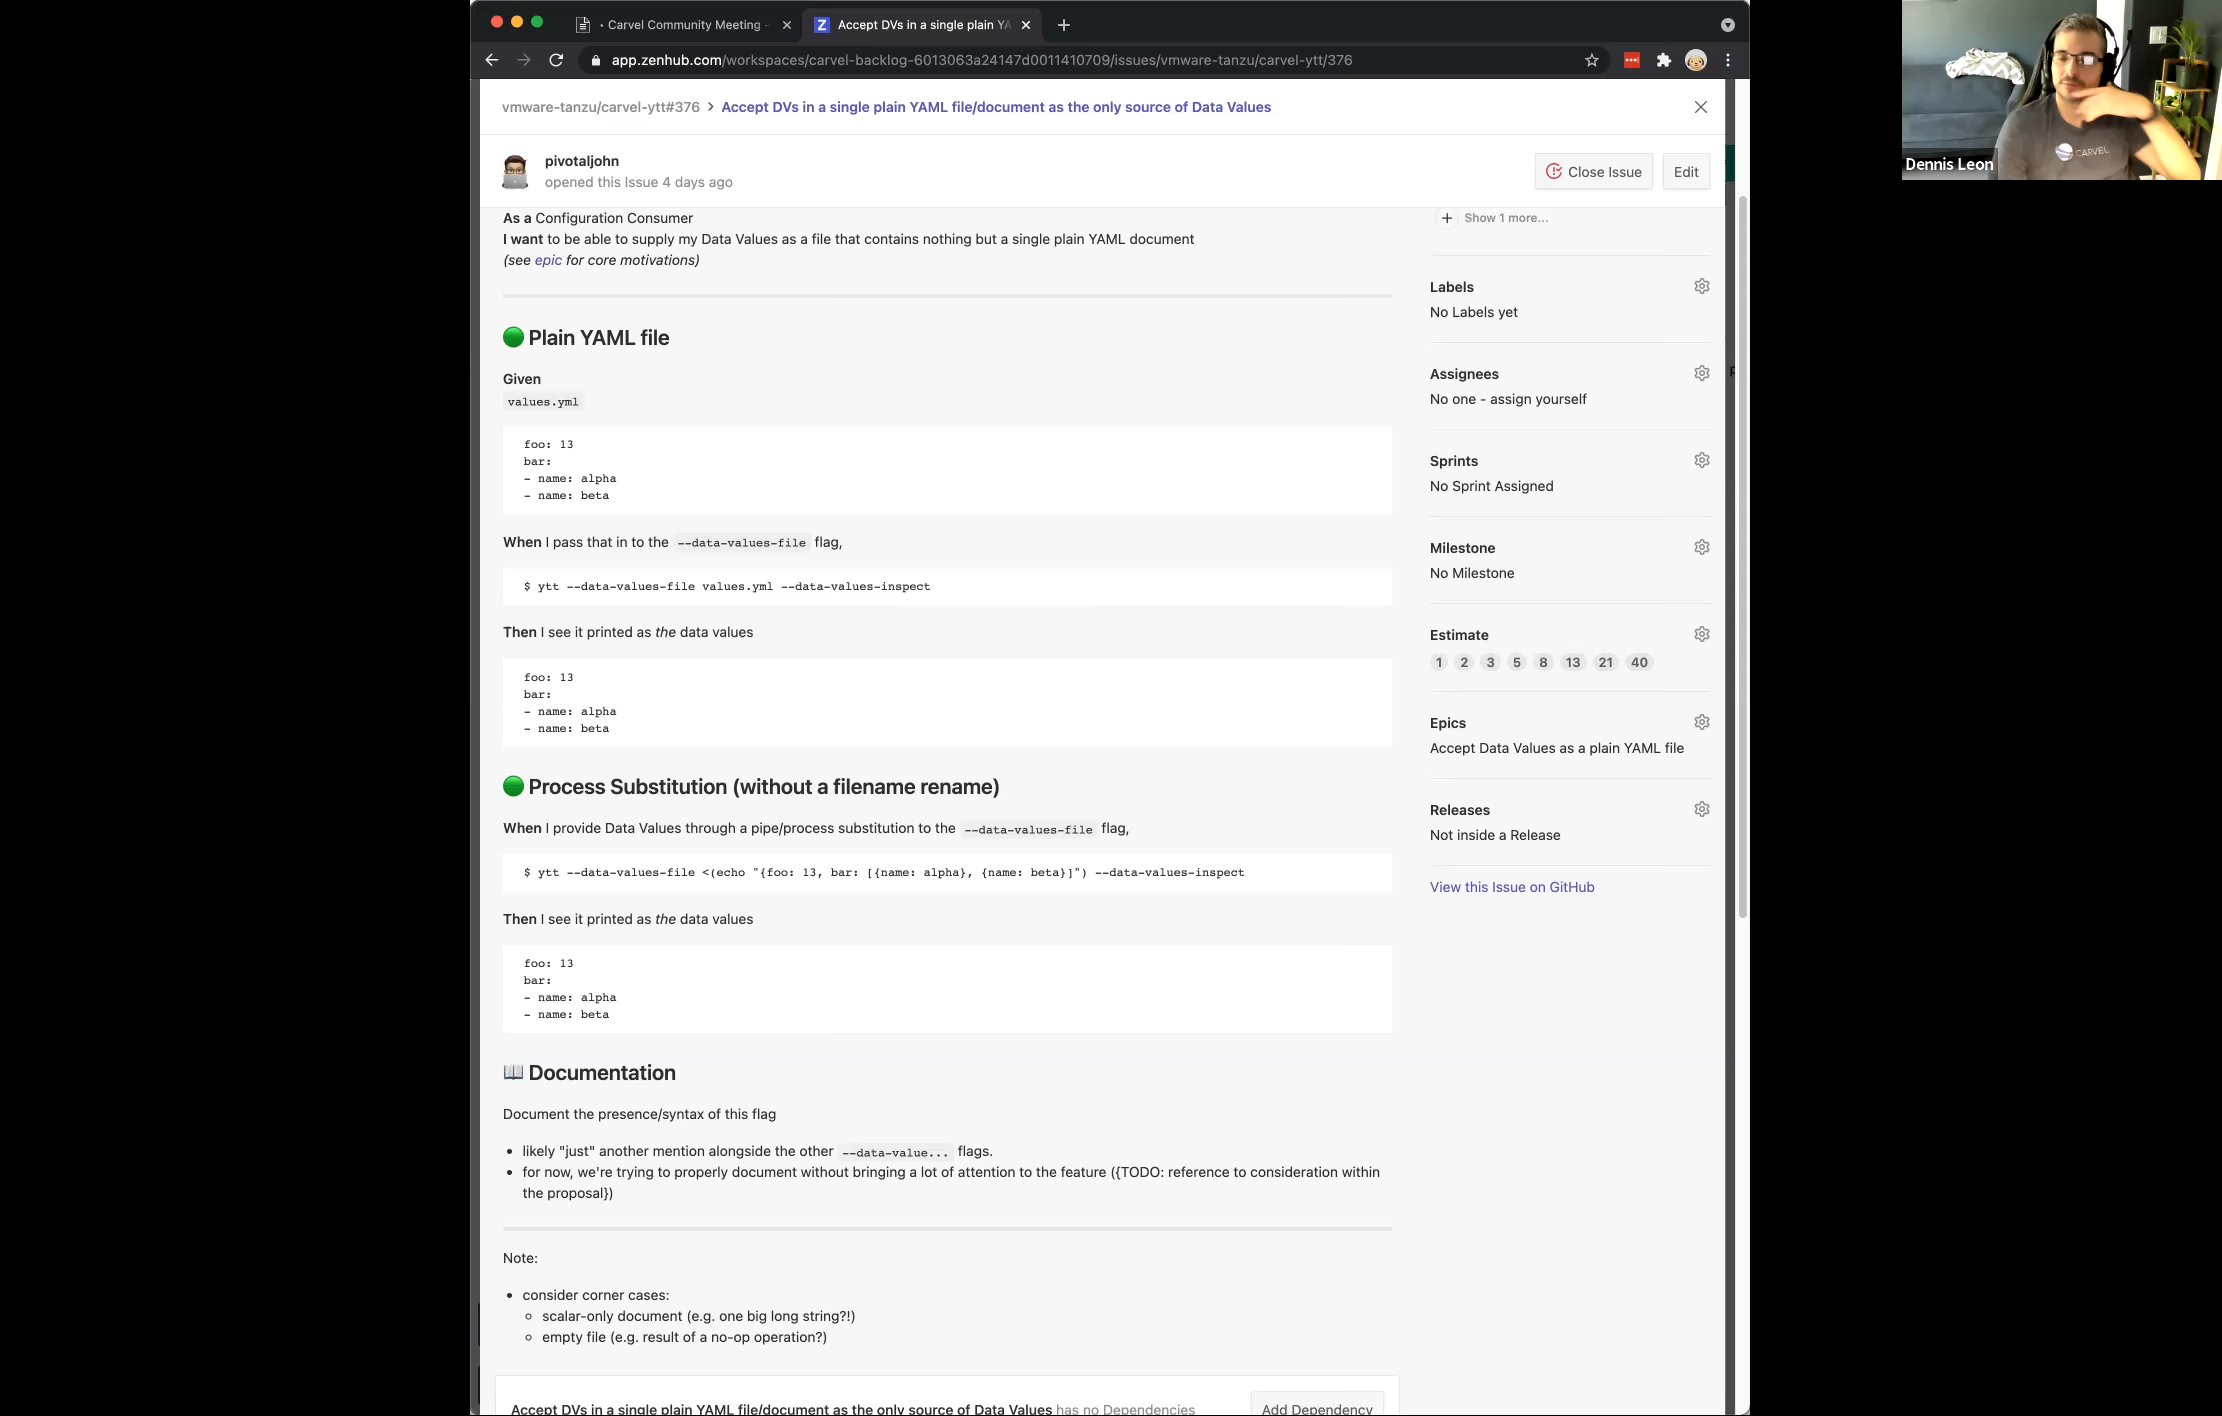 · Carvel Community Meeting -
Accept DVs in a single plain YA
app.zenhub.com/workspaces/carvel-backlog-6013063a24147d0011410709/issues/vmware-tanzu/carvel-ytt/376
vmware-tanzu/carvel-ytt#376 > Accept DVs in a single plain YAML file/document as the only source of Data Values
pivotaljohn
opened this Issue 4 days ago
Close Issue
Edit
As a Configuration Consumer
I want to be able to supply my Data Values as a file that contains nothing but a single plain YAML document
(see epic for core motivations)
Plain YAML file
Given
values.yml
foo: 13
bar:
- name: alpha
- name: beta
When I pass that in to the --data-values-file flag,
$ ytt --data-values-file values.yml --data-values-inspect
Then I see it printed as the data values
foo: 13
bar:
- name: alpha
- name: beta
Process Substitution (without a filename rename)
When I provide Data Values through a pipe/process substitution to the --data-values-file flag,
$ ytt --data-values-file <(echo "{foo: 13, bar: [{name: alpha}, {name: beta}]") --data-values-inspect
Then I see it printed as the data values
foo: 13
bar:
- name: alpha
- name: beta
Documentation
Document the presence/syntax of this flag
• likely "just" another mention alongside the other --data-value... flags.
• for now, we're trying to properly document without bringing a lot of attention to the feature ({TODO: reference to consideration within
the proposal})
Note:
• consider corner cases:
◦ scalar-only document (e.g. one big long string?!)
◦ empty file (e.g. result of a no-op operation?)
Accept DVs in a single plain YAML file/document as the only source of Data Values has no Dependencies
Add Dependency
+ Show 1 more...
Labels
No Labels yet
Assignees
No one - assign yourself
Sprints
No Sprint Assigned
Milestone
No Milestone
Estimate
1 2 3 5 8 13 21 40
Epics
Accept Data Values as a plain YAML file
Releases
Not inside a Release
View this Issue on GitHub
CARVEL
Dennis Leon